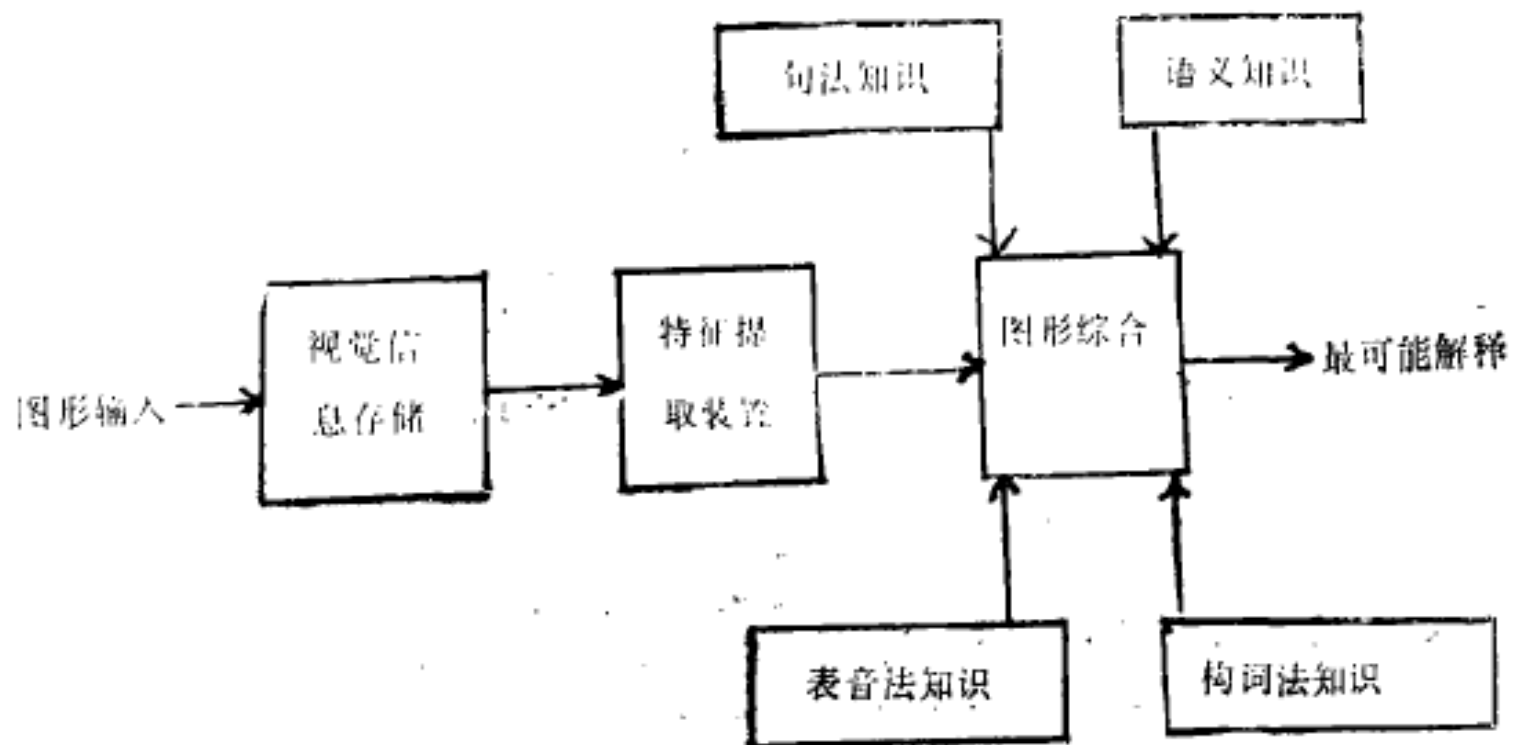 句法知识
语义知识
图形输入
视觉信
息存储
特征提
取装置
图形综合
最可能解释
表音法知识
构词法知识